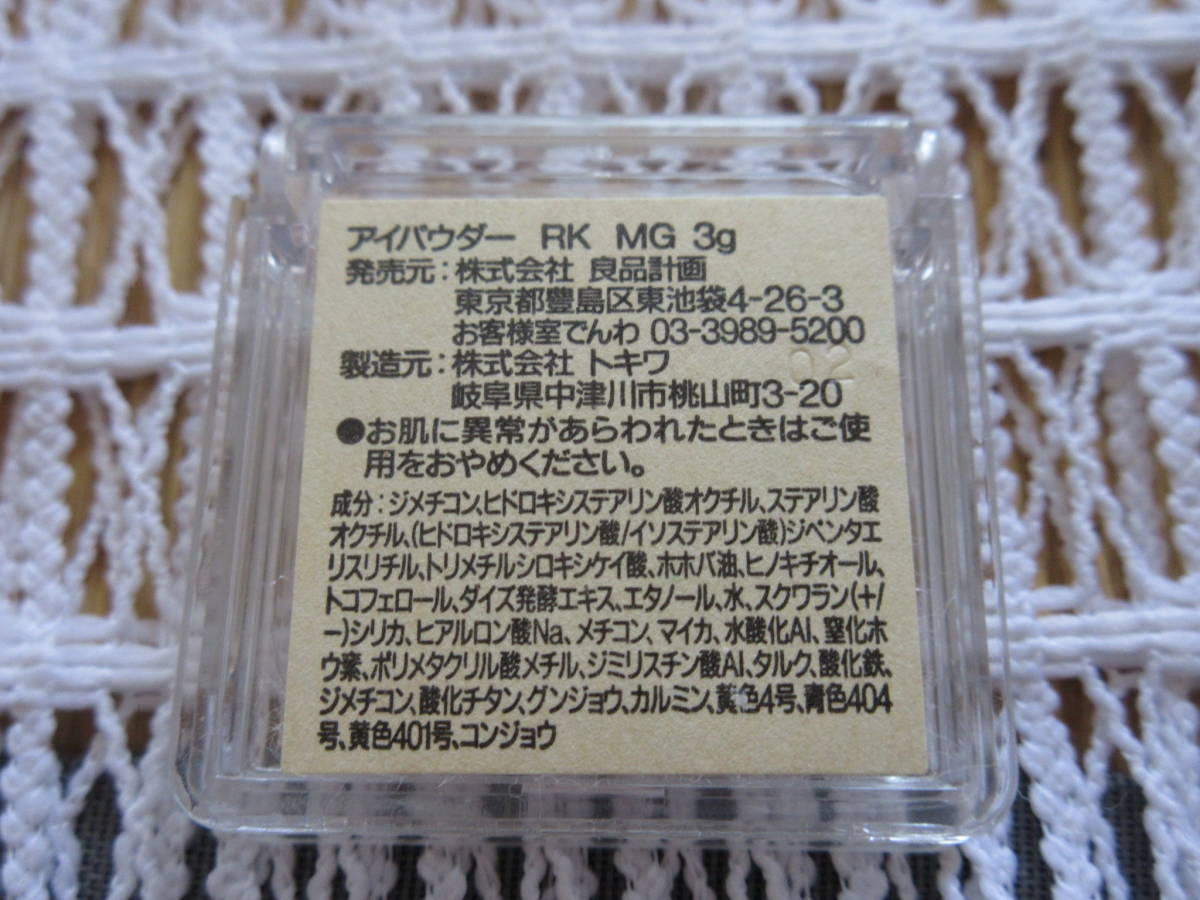 アイパウダー RK MG 3g
発売元：株式会社 良品計画
東京都豊島区東池袋4-26-3
お客様室でんわ 03-3989-5200
製造元：株式会社 トキワ
02
岐阜県中津川市桃山町3-20
●お肌に異常があらわれたときはご使
用をおやめください。
成分：ジメチコン、ヒドロキシステアリン酸オクチル、ステアリン酸
オクチル、(ヒドロキシステアリン酸/イソステアリン酸)ジペンタエ
リスリチル、トリメチルシロキシケイ酸、ホホバ油、ヒノキチオール、
トコフェロール、ダイズ発酵エキス、エタノール、水、スクワラン(+/
−)シリカ、ヒアルロン酸Na、メチコン、マイカ、水酸化Al、窒化ホ
ウ素、ポリメタクリル酸メチル、ジミリスチン酸Al、タルク、酸化鉄、
ジメチコン、酸化チタン、グンジョウ、カルミン、黄色4号、青色404
号、黄色401号、コンジョウ